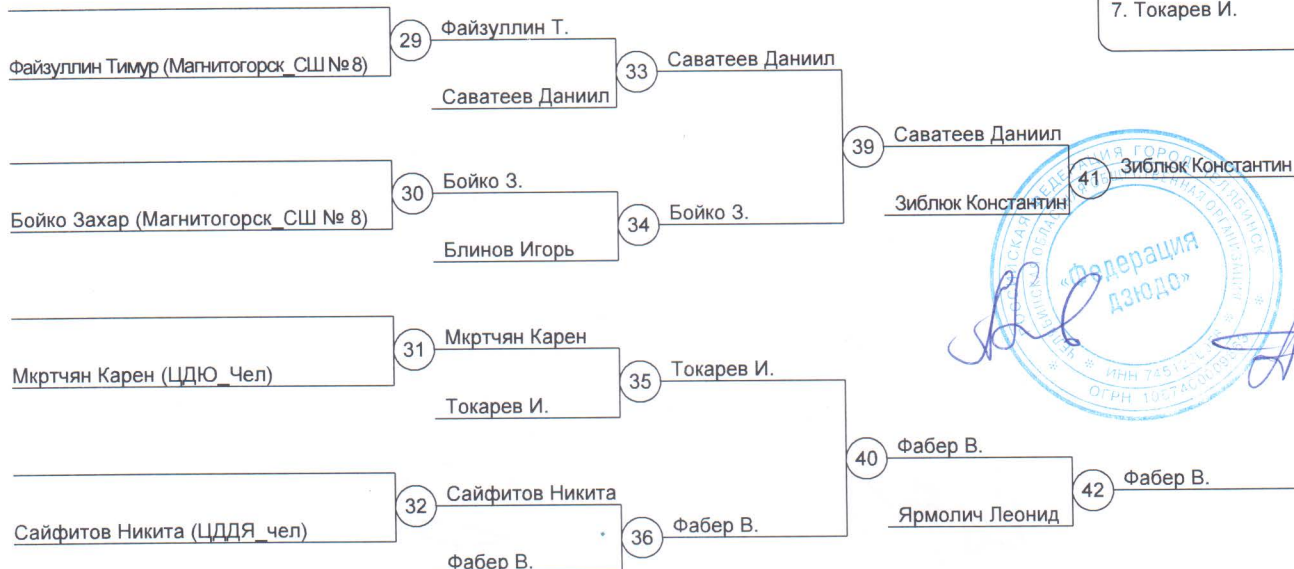 7. Токарев И.
29
Файзуллин Т.
Файзуллин Тимур (Магнитогорск_СШ № 8)
33
Саватеев Даниил
Саватеев Даниил
39
Саватеев Даниил
30
Бойко З.
Бойко Захар (Магнитогорск_СШ № 8)
34
Бойко З.
Блинов Игорь
41
Зиблюк Константин
Зиблюк Константин
«Федерация
дзюдо»
31
Мкртчян Карен
Мкртчян Карен (ЦДЮ_Чел)
35
Токарев И.
Токарев И.
40
Фабер В.
32
Сайфитов Никита
Сайфитов Никита (ЦДДЯ_чел)
36
Фабер В.
Фабер В.
42
Фабер В.
Ярмолич Леонид